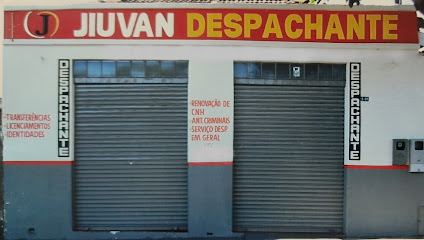 J JIUVAN DESPACHANTE
DESPACHANTE
-TRANSFERÊNCIAS
-LICENCIAMENTOS
IDENTIDADES
RENOVAÇÃO DE
CNH
ANT.CRIMINAIS
SERVIÇO DESP
EM GERAL
DESPACHANTE